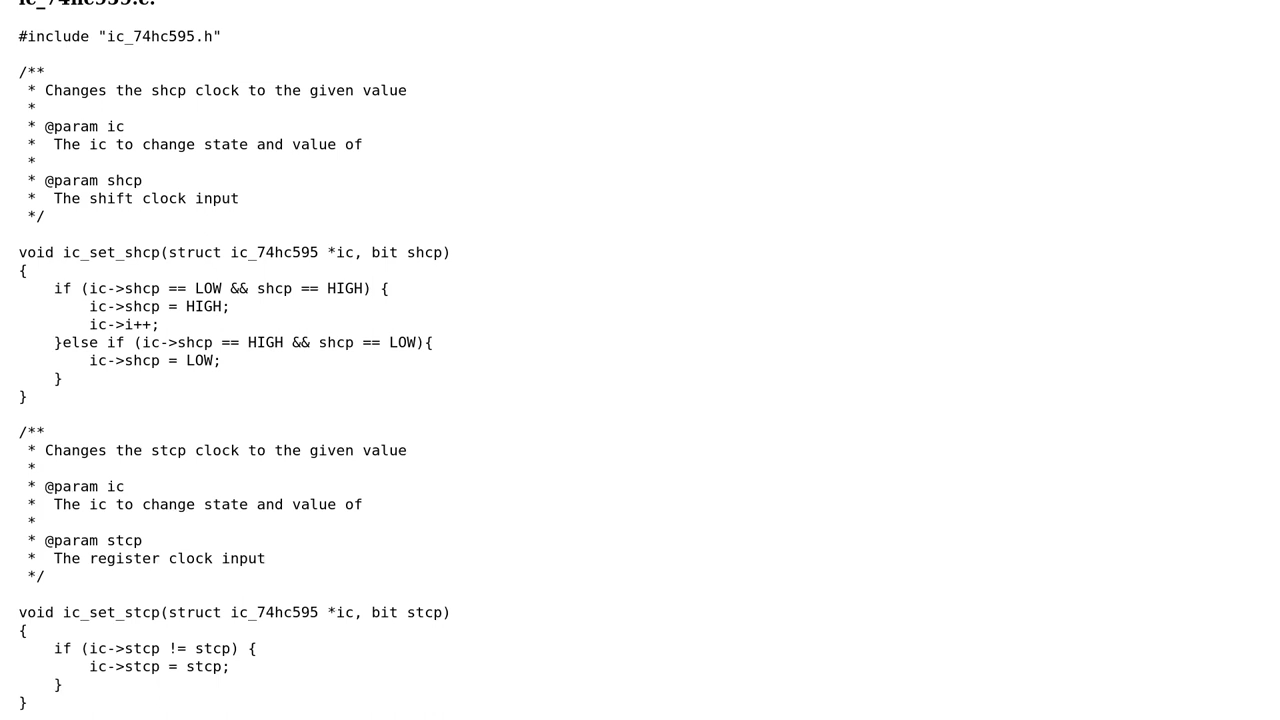 ic_74hc595.c:
#include "ic_74hc595.h"
/**
 * Changes the shcp clock to the given value
 *
 * @param ic
 *  The ic to change state and value of
 *
 * @param shcp
 *  The shift clock input
 */
void ic_set_shcp(struct ic_74hc595 *ic, bit shcp)
{
    if (ic->shcp == LOW && shcp == HIGH) {
        ic->shcp = HIGH;
        ic->i++;
    }else if (ic->shcp == HIGH && shcp == LOW){
        ic->shcp = LOW;
    }
}
/**
 * Changes the stcp clock to the given value
 *
 * @param ic
 *  The ic to change state and value of
 *
 * @param stcp
 *  The register clock input
 */
void ic_set_stcp(struct ic_74hc595 *ic, bit stcp)
{
    if (ic->stcp != stcp) {
        ic->stcp = stcp;
    }
}